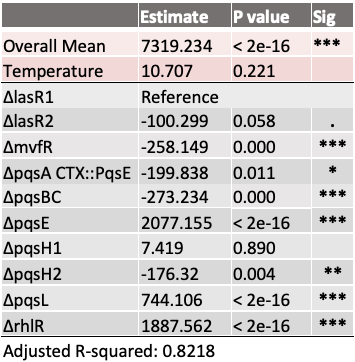 Estimate P value Sig
Overall Mean 7319.234 < 2e-16 ***
Temperature 10.707 0.221
ΔlasR1 Reference
ΔlasR2 -100.299 0.058 .
ΔmvfR -258.149 0.000 ***
ΔpqsA CTX::PqsE -199.838 0.011 *
ΔpqsBC -273.234 0.000 ***
ΔpqsE 2077.155 < 2e-16 ***
ΔpqsH1 7.419 0.890
ΔpqsH2 -176.32 0.004 **
ΔpqsL 744.106 < 2e-16 ***
ΔrhlR 1887.562 < 2e-16 ***
Adjusted R-squared: 0.8218